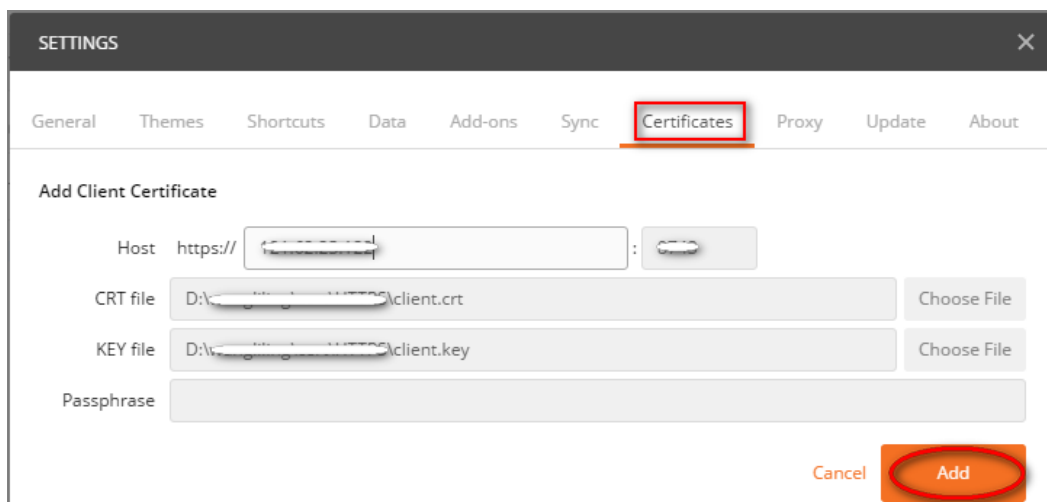 SETTINGS
General Themes Shortcuts Data Add-ons Sync Certificates Proxy Update About
Add Client Certificate
Host https:// :
CRT file D:\ \client.crt Choose File
KEY file D:\ \client.key Choose File
Passphrase
Cancel Add